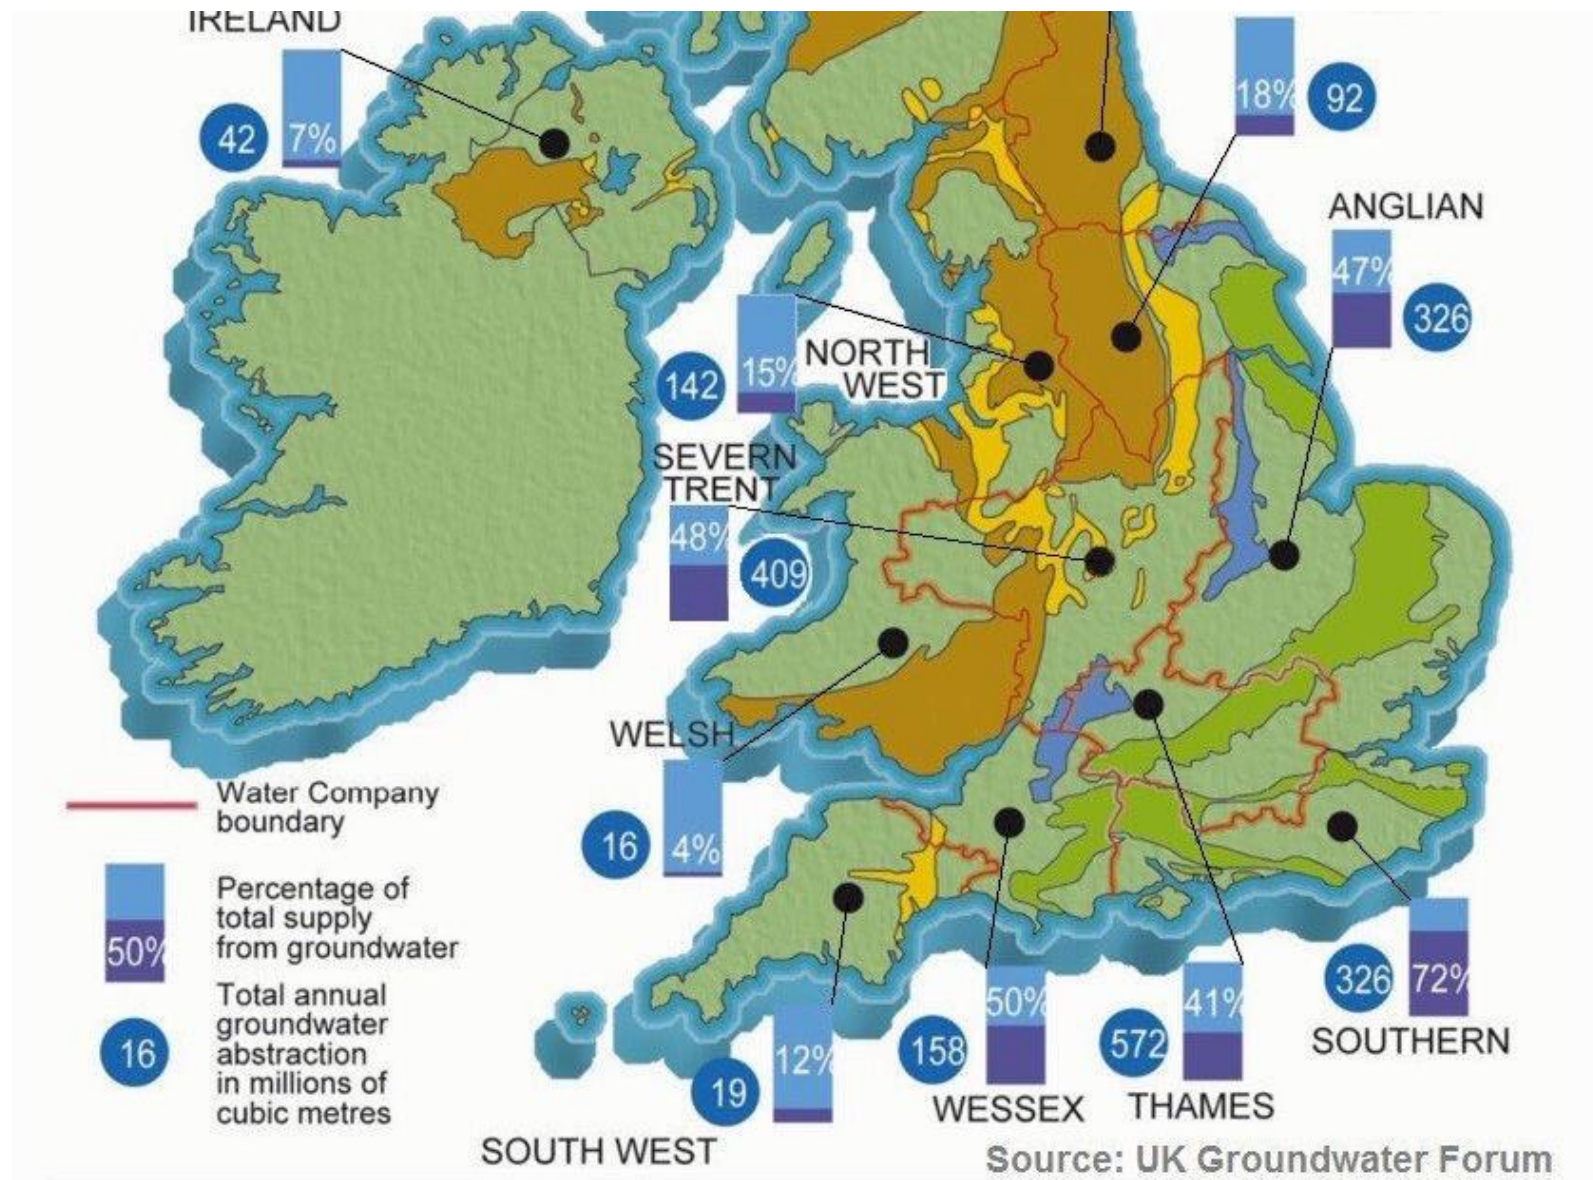 IRELAND
42
7%
18%
92
ANGLIAN
47%
326
142
15%
NORTH
WEST
SEVERN
TRENT
48%
409
WELSH
16
4%
Water Company
boundary
50%
Percentage of
total supply
from groundwater
16
Total annual
groundwater
abstraction
in millions of
cubic metres
12%
19
SOUTH WEST
50%
158
WESSEX
41%
572
THAMES
326
72%
SOUTHERN
Source: UK Groundwater Forum